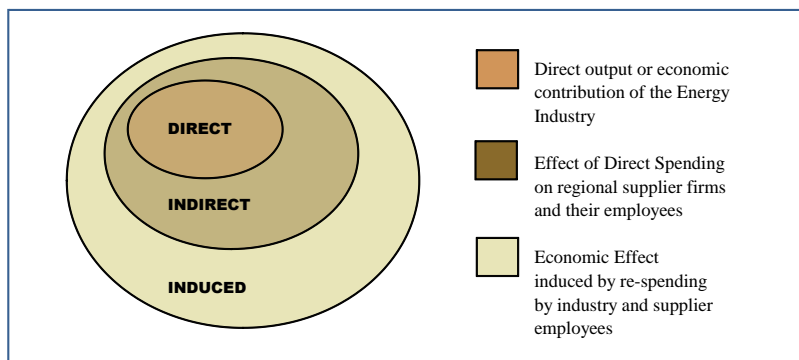 DIRECT
INDIRECT
INDUCED
Direct output or economic
contribution of the Energy
Industry
Effect of Direct Spending
on regional supplier firms
and their employees
Economic Effect
induced by re-spending
by industry and supplier
employees